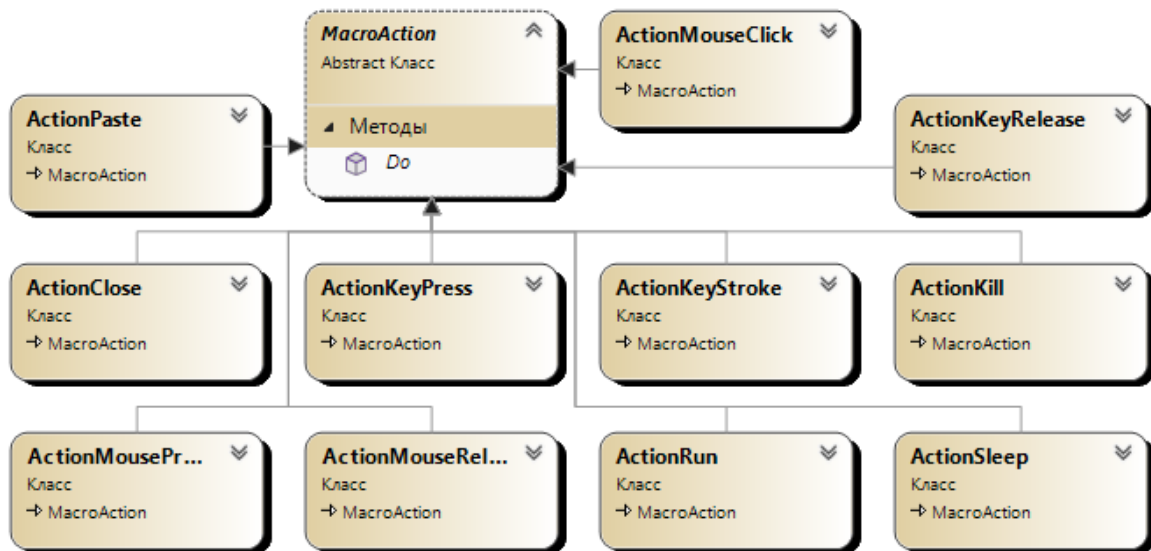 MacroAction
Abstract Класс
Методы
Do
ActionMouseClick
Класс
MacroAction
ActionPaste
Класс
MacroAction
ActionKeyRelease
Класс
MacroAction
ActionClose
Класс
MacroAction
ActionKeyPress
Класс
MacroAction
ActionKeyStroke
Класс
MacroAction
ActionKill
Класс
MacroAction
ActionMousePr...
Класс
MacroAction
ActionMouseRel...
Класс
MacroAction
ActionRun
Класс
MacroAction
ActionSleep
Класс
MacroAction